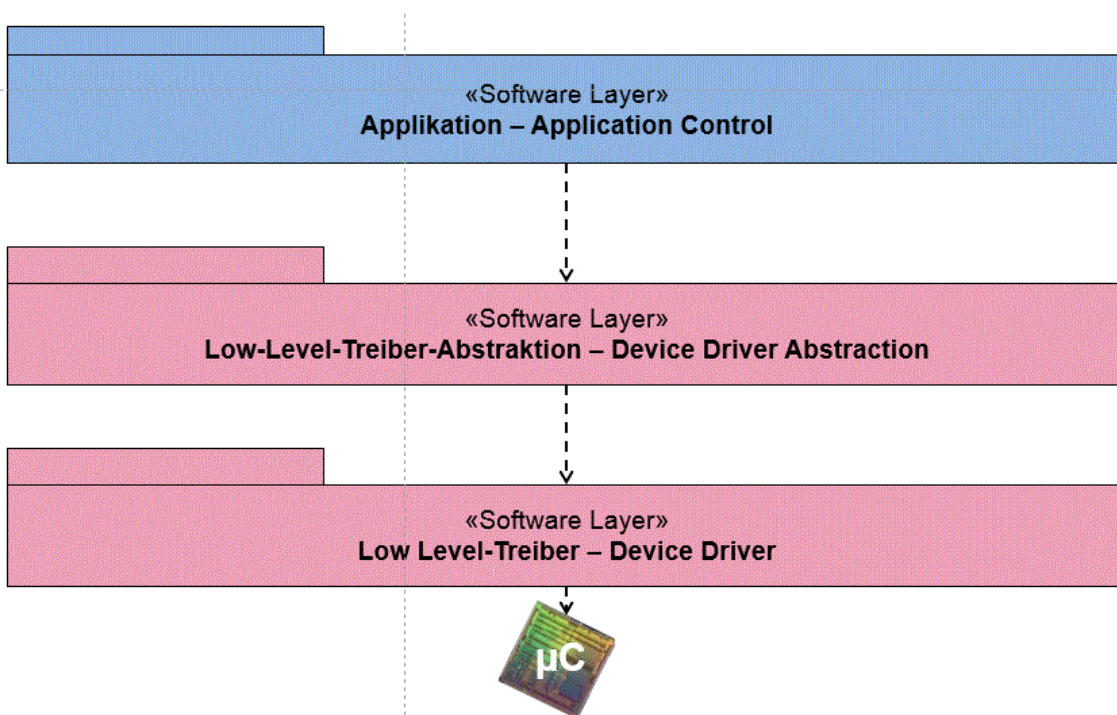 «Software Layer»
Applikation – Application Control
«Software Layer»
Low-Level-Treiber-Abstraktion – Device Driver Abstraction
«Software Layer»
Low Level-Treiber – Device Driver
µC